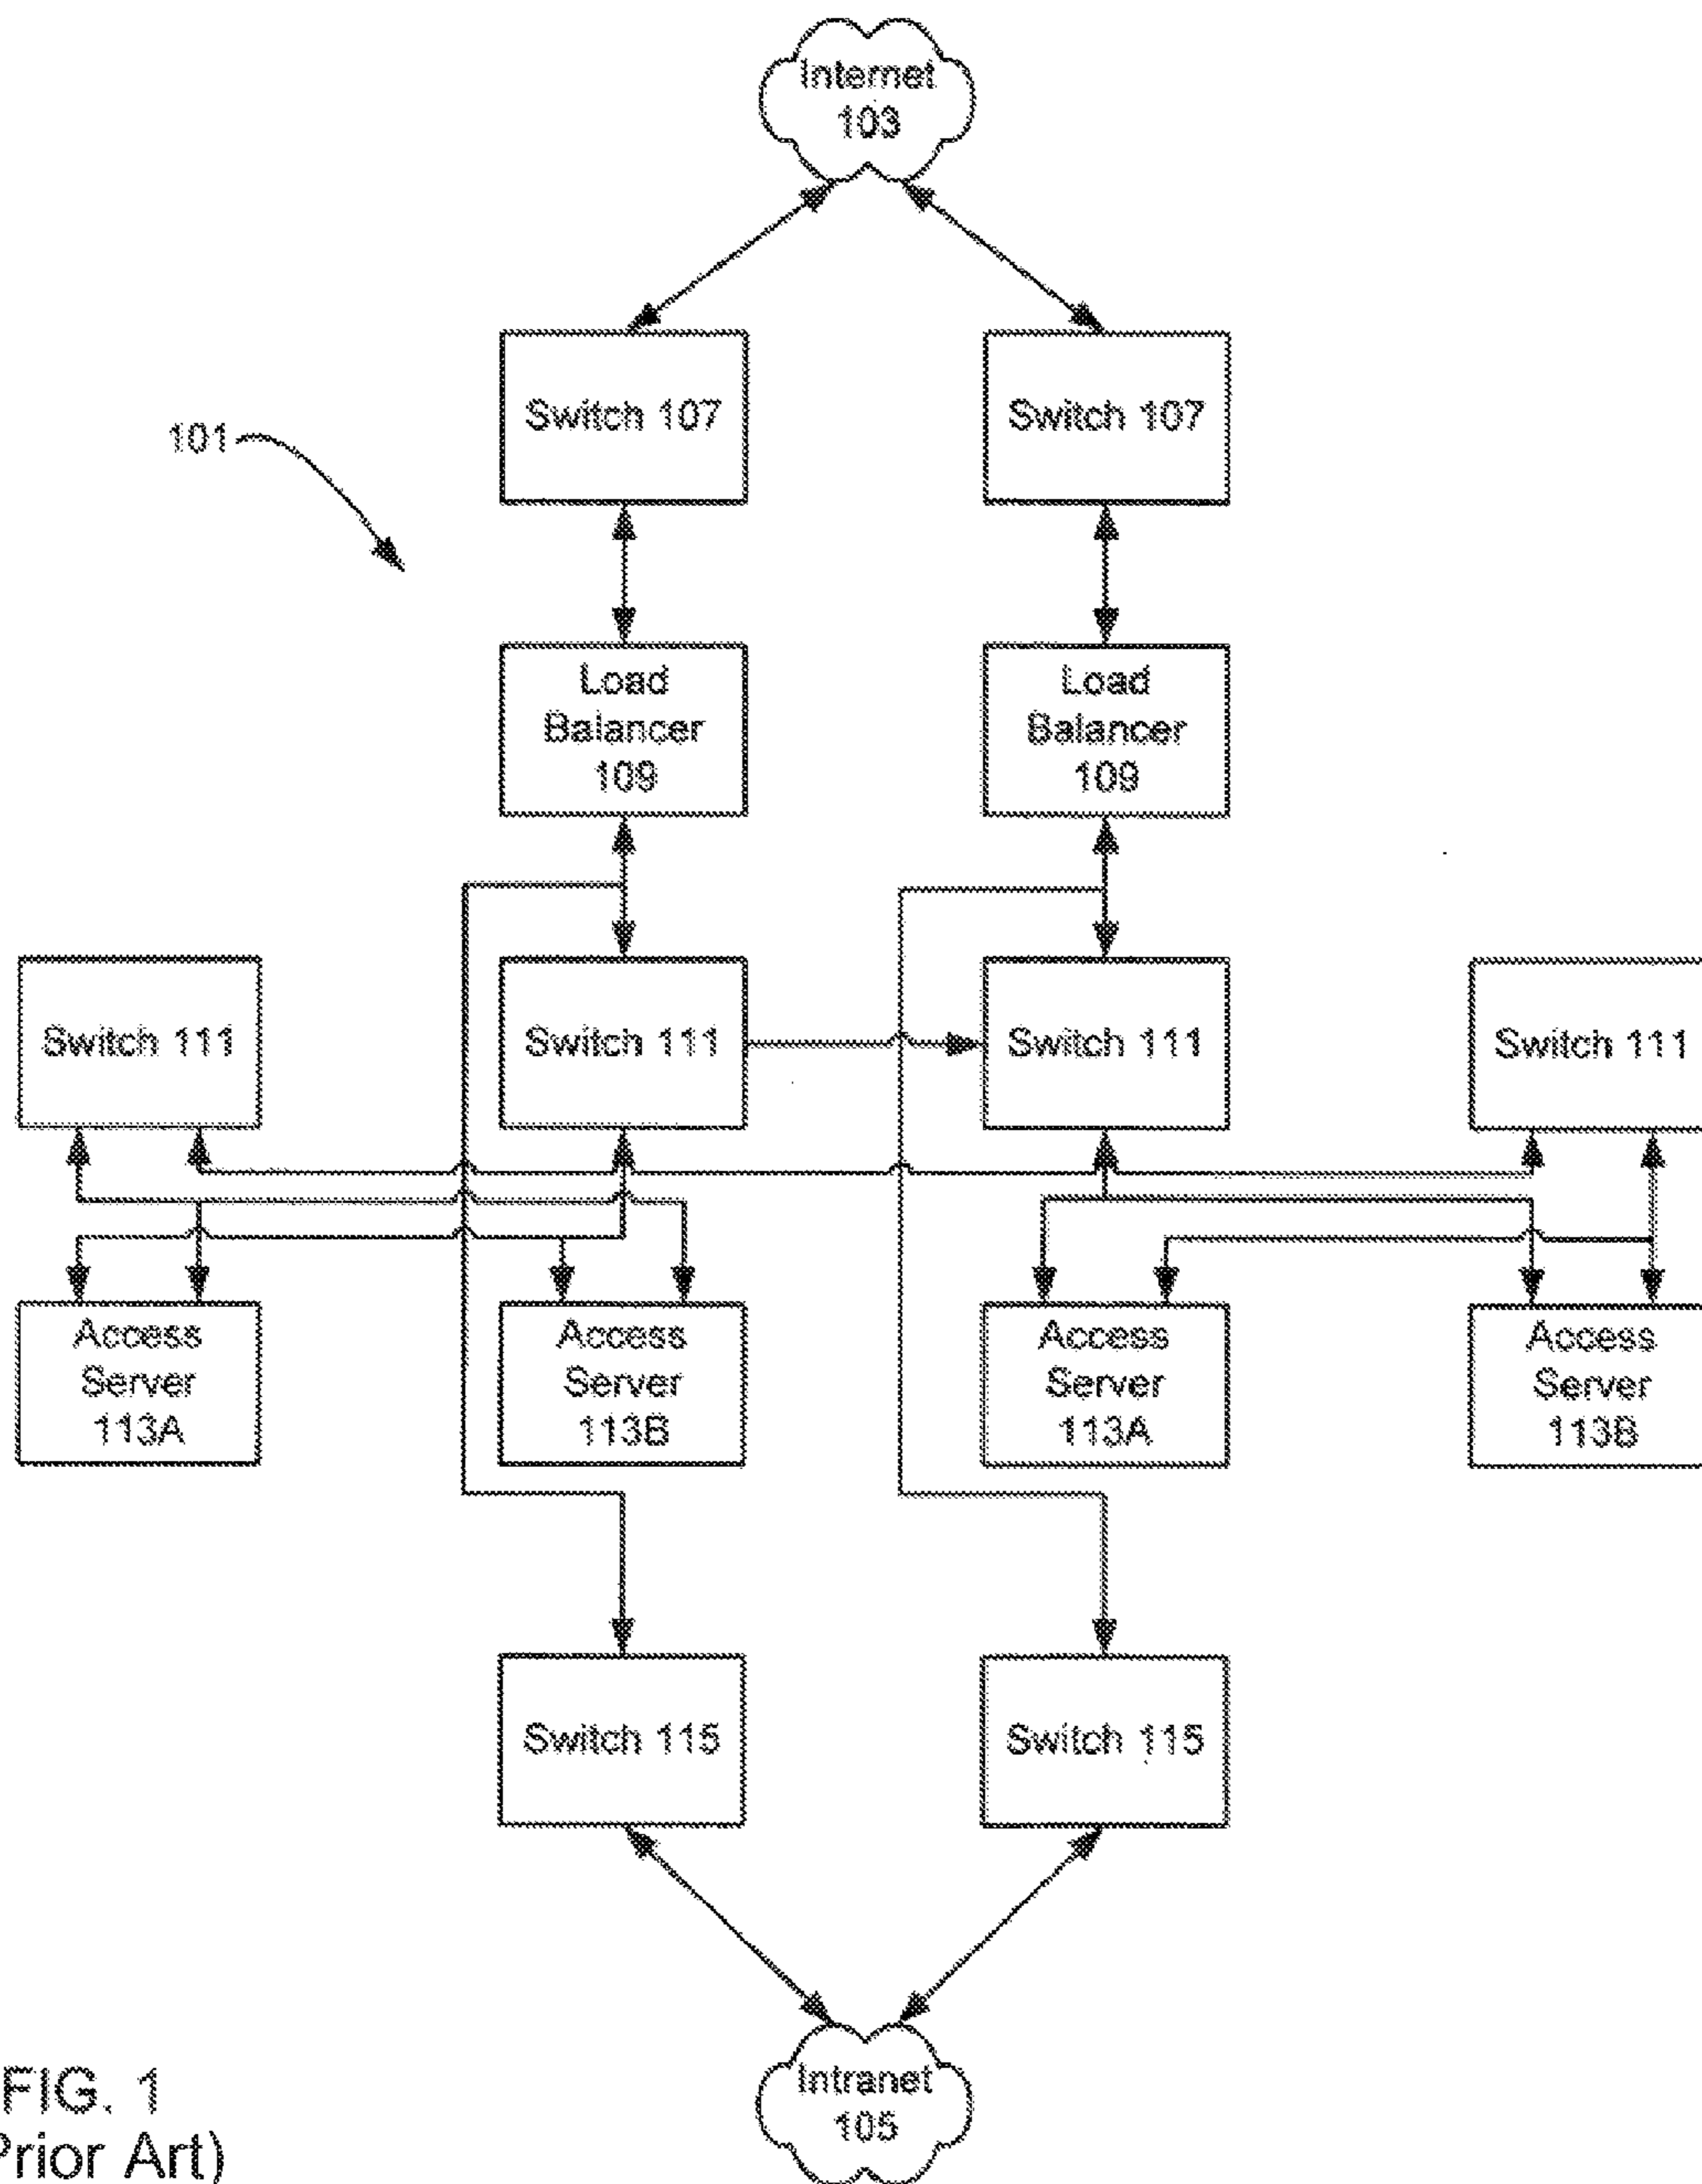 Internet
103
Switch 107
Switch 107
101
Load
Balancer
109
Load
Balancer
109
Switch 111
Switch 111
Switch 111
Switch 111
Access
Server
113A
Access
Server
113B
Access
Server
113A
Access
Server
113B
Switch 115
Switch 115
Intranet
105
FIG. 1
Prior Art)